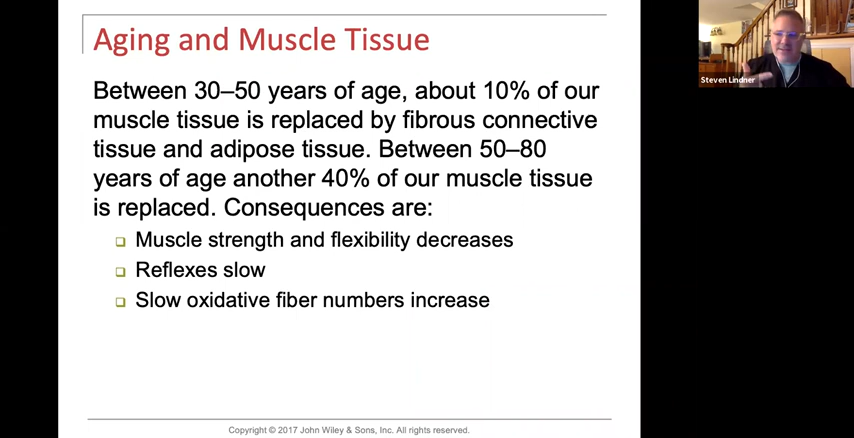 Aging and Muscle Tissue
Between 30–50 years of age, about 10% of our
muscle tissue is replaced by fibrous connective
tissue and adipose tissue. Between 50–80
years of age another 40% of our muscle tissue
is replaced. Consequences are:
Muscle strength and flexibility decreases
Reflexes slow
Slow oxidative fiber numbers increase
Copyright © 2017 John Wiley & Sons, Inc. All rights reserved.
Steven Lindner